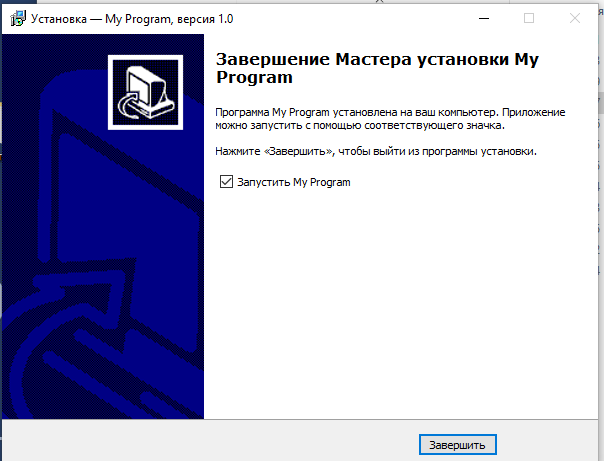 Установка — My Program, версия 1.0
Завершение Мастера установки My
Program
Программа My Program установлена на ваш компьютер. Приложение
можно запустить с помощью соответствующего значка.
Нажмите «Завершить», чтобы выйти из программы установки.
Запустить My Program
Завершить